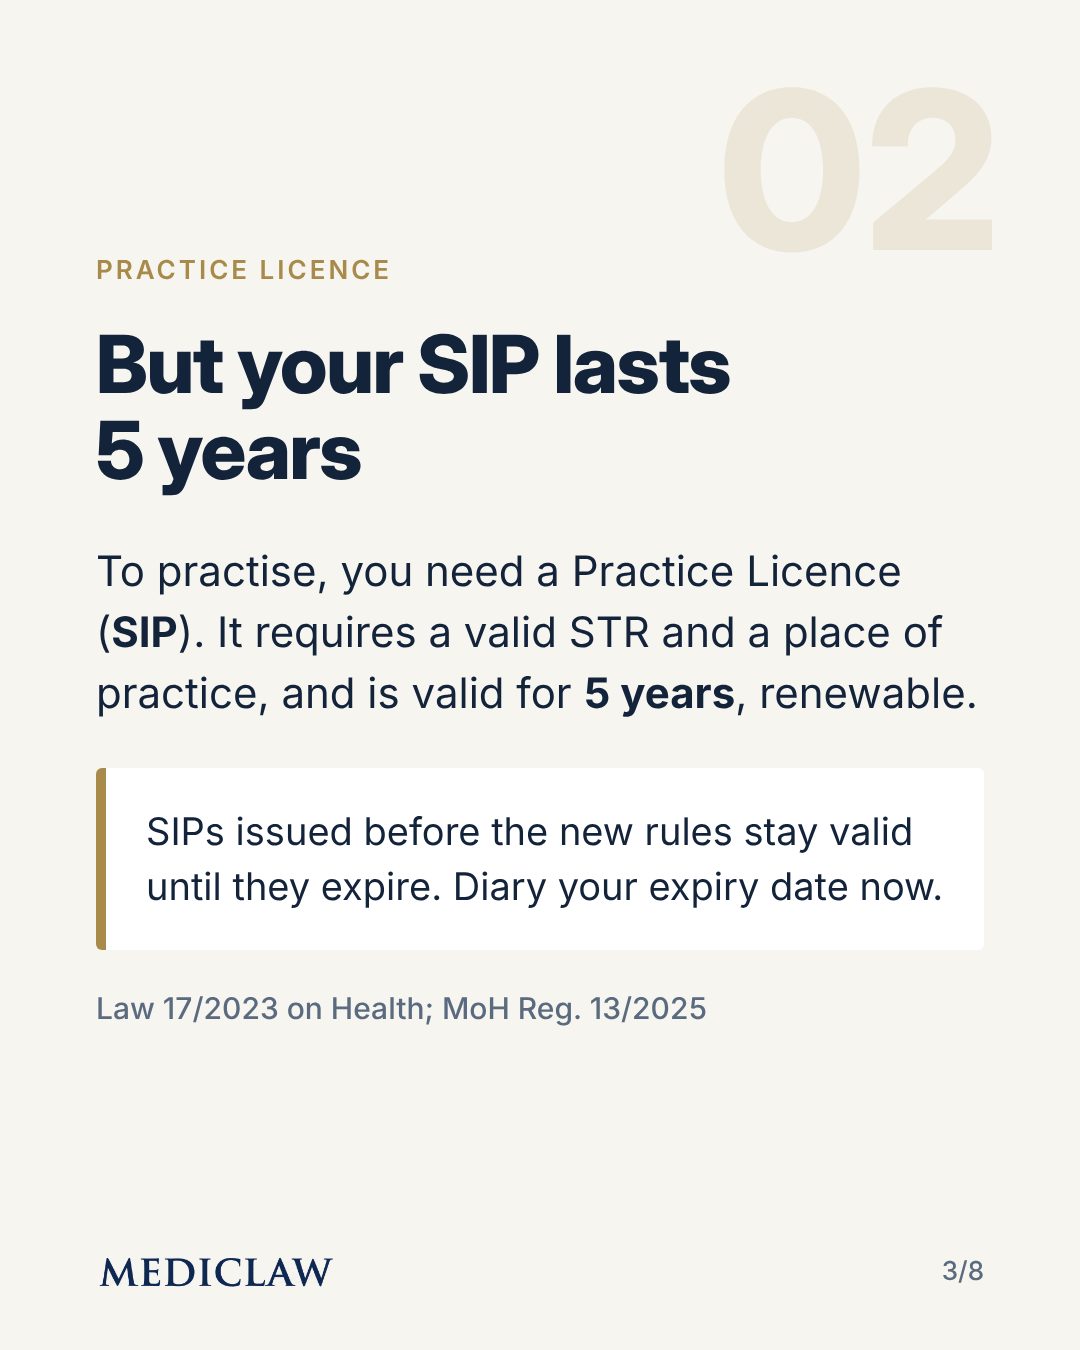 02
PRACTICE LICENCE
But your SIP lasts
5 years
To practise, you need a Practice Licence
(SIP). It requires a valid STR and a place of
practice, and is valid for 5 years, renewable.
SIPs issued before the new rules stay valid
until they expire. Diary your expiry date now.
Law 17/2023 on Health; MoH Reg. 13/2025
MEDICLAW
3/8